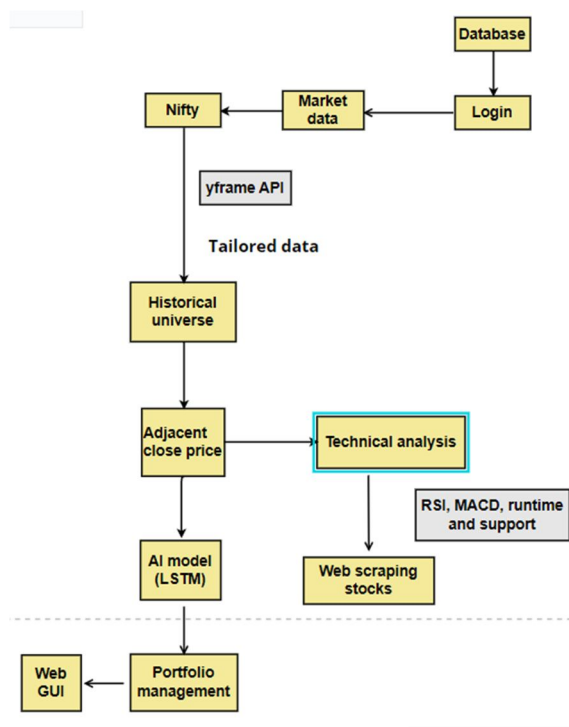 Database
Nifty
Market
data
Login
yframe API
Tailored data
Historical
universe
Adjacent
close price
Technical analysis
RSI, MACD, runtime
and support
AI model
(LSTM)
Web scraping
stocks
Web
GUI
Portfolio
management